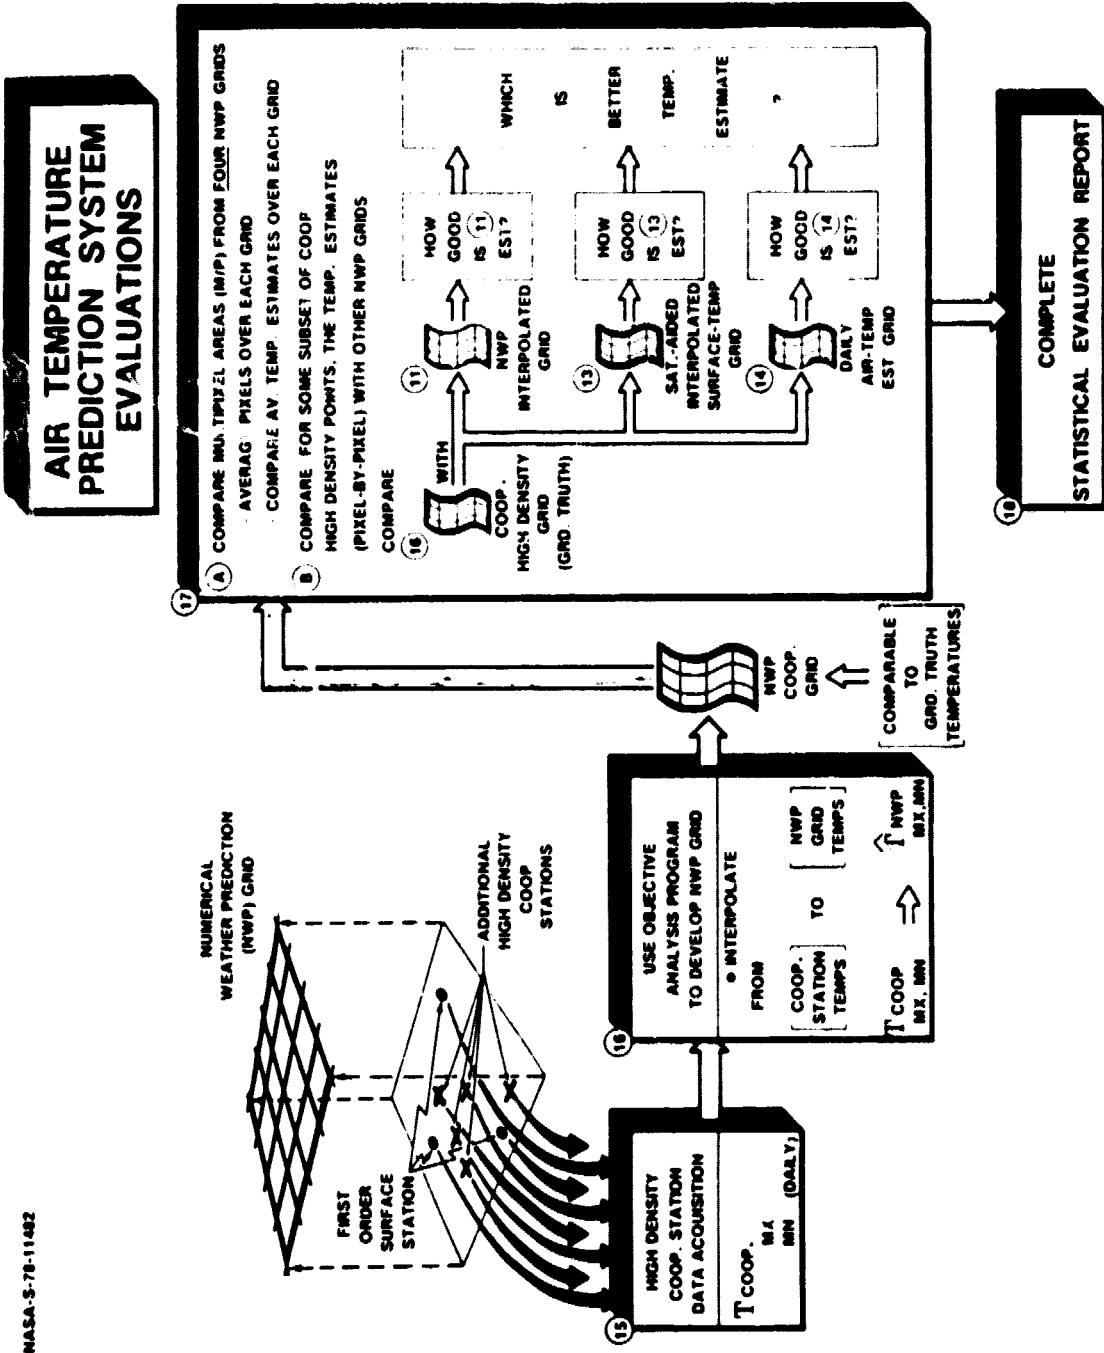 NASA-S-78-11482
AIR TEMPERATURE
PREDICTION SYSTEM
EVALUATIONS
NUMERICAL
WEATHER PREDICTION
(NWP) GRID
FIRST
ORDER
SURFACE
STATION
ADDITIONAL
HIGH DENSITY
COOP
STATIONS
15
HIGH DENSITY
COOP. STATION
DATA ACQUISITION
T COOP.
MX
MN (DAILY)
16
USE OBJECTIVE
ANALYSIS PROGRAM
TO DEVELOP NWP GRID
• INTERPOLATE
FROM
COOP.
STATION
TEMPS
TO
NWP
GRID
TEMPS
T COOP
MX, MN
T̂ NWP
MX, MN
NWP
COOP.
GRID
COMPARABLE
TO
GRD. TRUTH
TEMPERATURES
17
A COMPARE MULTIPIXEL AREAS (M/P) FROM FOUR NWP GRIDS
AVERAGE PIXELS OVER EACH GRID
COMPARE AV. TEMP. ESTIMATES OVER EACH GRID
B COMPARE FOR SOME SUBSET OF COOP
HIGH DENSITY POINTS, THE TEMP. ESTIMATES
(PIXEL-BY-PIXEL) WITH OTHER NWP GRIDS
COMPARE
16
COOP.
HIGH DENSITY
GRID
(GRD. TRUTH)
WITH
11
NWP
INTERPOLATED
GRID
HOW
GOOD
IS 11
EST?
13
SAT.-AIDED
INTERPOLATED
SURFACE-TEMP
GRID
HOW
GOOD
IS 13
EST?
14
DAILY
AIR-TEMP
EST GRID
HOW
GOOD
IS 14
EST?
WHICH
IS
BETTER
TEMP.
ESTIMATE
?
18
COMPLETE
STATISTICAL EVALUATION REPORT